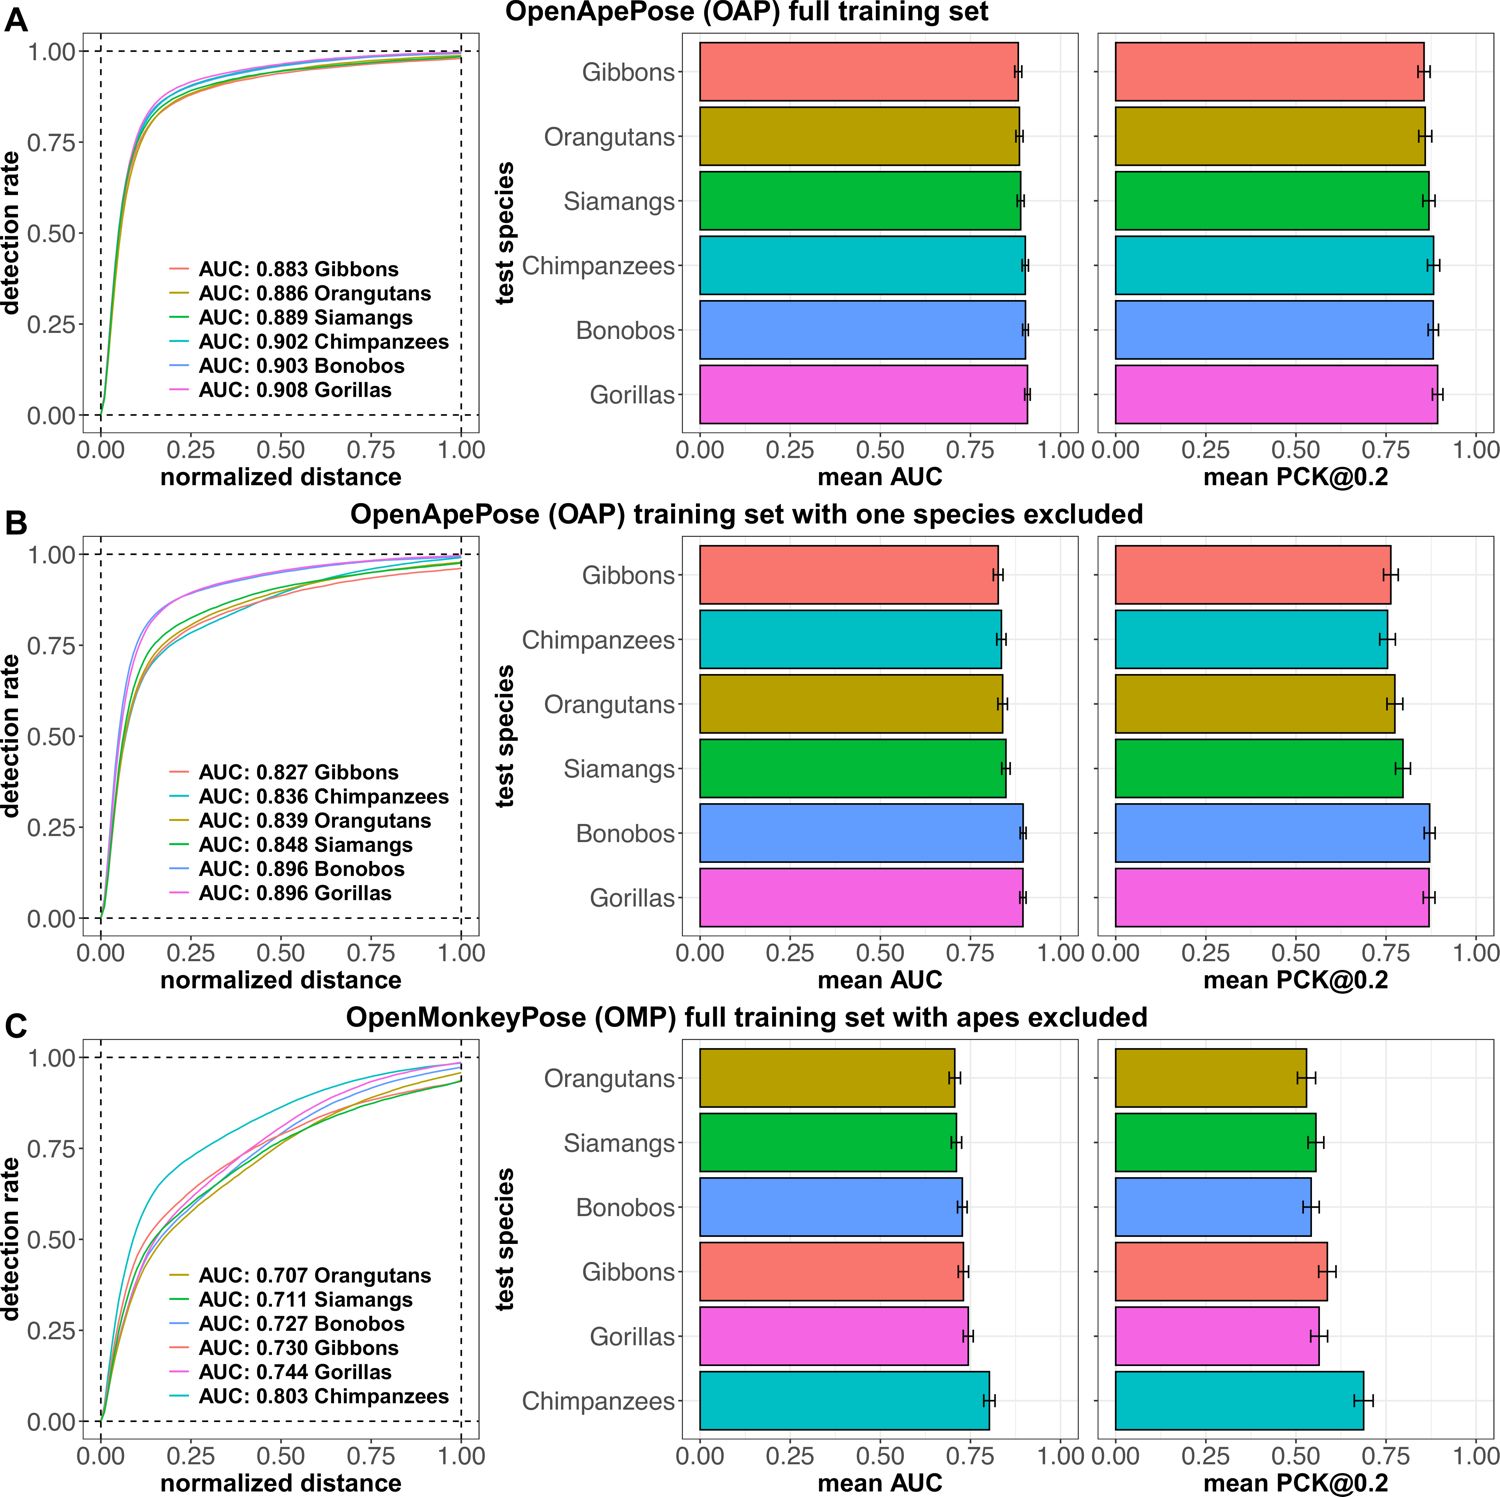 A
OpenApePose (OAP) full training set
detection rate
1.00
0.75
0.50
0.25
0.00
AUC: 0.883 Gibbons
AUC: 0.886 Orangutans
AUC: 0.889 Siamangs
AUC: 0.902 Chimpanzees
AUC: 0.903 Bonobos
AUC: 0.908 Gorillas
0.00 0.25 0.50 0.75 1.00
normalized distance
test species
Gibbons
Orangutans
Siamangs
Chimpanzees
Bonobos
Gorillas
0.00 0.25 0.50 0.75 1.00
mean AUC
0.00 0.25 0.50 0.75 1.00
mean PCK@0.2
B
OpenApePose (OAP) training set with one species excluded
detection rate
1.00
0.75
0.50
0.25
0.00
AUC: 0.827 Gibbons
AUC: 0.836 Chimpanzees
AUC: 0.839 Orangutans
AUC: 0.848 Siamangs
AUC: 0.896 Bonobos
AUC: 0.896 Gorillas
0.00 0.25 0.50 0.75 1.00
normalized distance
test species
Gibbons
Chimpanzees
Orangutans
Siamangs
Bonobos
Gorillas
0.00 0.25 0.50 0.75 1.00
mean AUC
0.00 0.25 0.50 0.75 1.00
mean PCK@0.2
C
OpenMonkeyPose (OMP) full training set with apes excluded
detection rate
1.00
0.75
0.50
0.25
0.00
AUC: 0.707 Orangutans
AUC: 0.711 Siamangs
AUC: 0.727 Bonobos
AUC: 0.730 Gibbons
AUC: 0.744 Gorillas
AUC: 0.803 Chimpanzees
0.00 0.25 0.50 0.75 1.00
normalized distance
test species
Orangutans
Siamangs
Bonobos
Gibbons
Gorillas
Chimpanzees
0.00 0.25 0.50 0.75 1.00
mean AUC
0.00 0.25 0.50 0.75 1.00
mean PCK@0.2